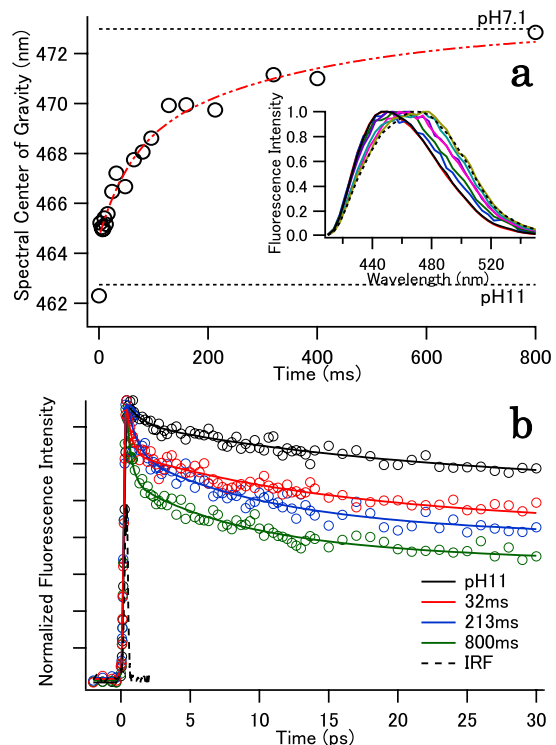 pH7.1
472
470
468
466
464
462
Spectral Center of Gravity (nm)
a
Fluorescence Intensity
1.0
0.8
0.6
0.4
0.2
0.0
440
480
520
Wavelength (nm)
pH11
0
200
400
600
800
Time (ms)
b
Normalized Fluorescence Intensity
pH11
32ms
213ms
800ms
IRF
0
5
10
15
20
25
30
Time (ps)